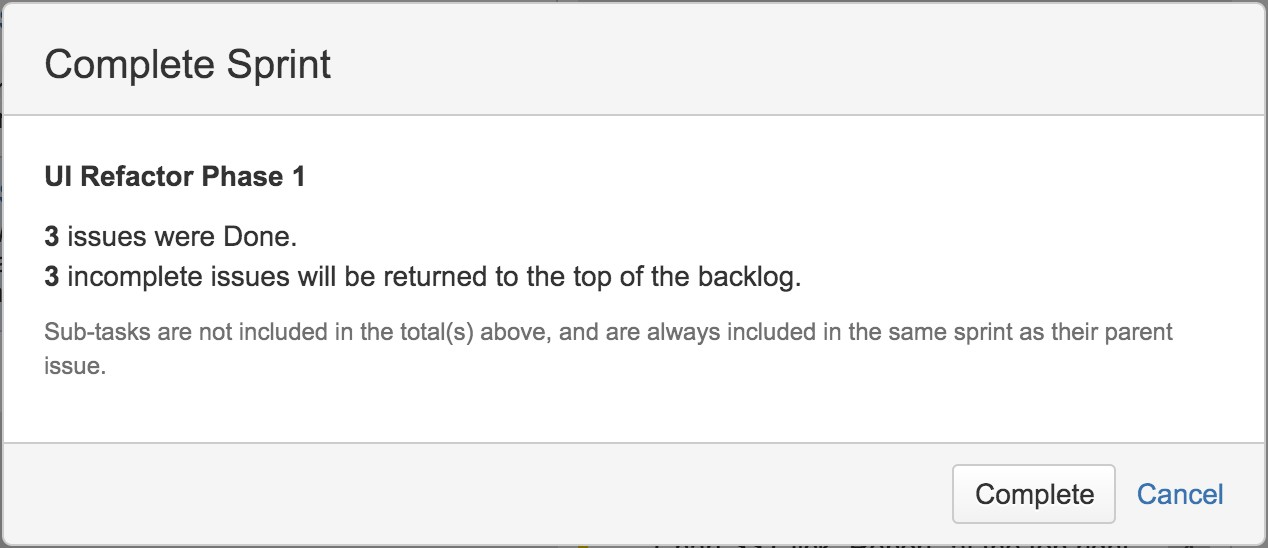 Complete Sprint
UI Refactor Phase 1
3 issues were Done.
3 incomplete issues will be returned to the top of the backlog.
Sub-tasks are not included in the total(s) above, and are always included in the same sprint as their parent
issue.
Complete Cancel